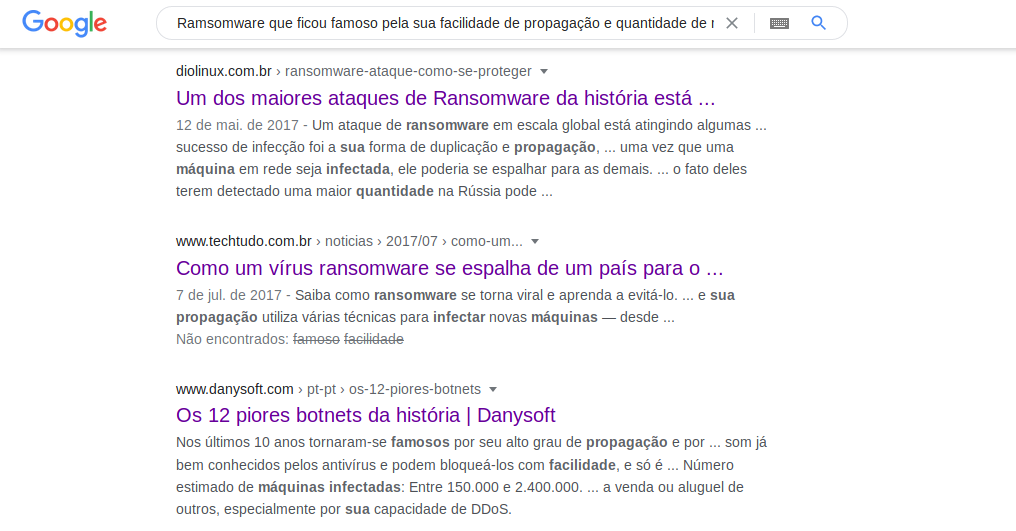 Google
Ramsomware que ficou famoso pela sua facilidade de propagação e quantidade de
diolinux.com.br › ransomware-ataque-como-se-proteger
Um dos maiores ataques de Ransomware da história está ...
12 de mai. de 2017 - Um ataque de ransomware em escala global está atingindo algumas ...
sucesso de infecção foi a sua forma de duplicação e propagação, ... uma vez que uma
máquina em rede seja infectada, ele poderia se espalhar para as demais. ... o fato deles
terem detectado uma maior quantidade na Rússia pode ...
www.techtudo.com.br › noticias › 2017/07 › como-um...
Como um vírus ransomware se espalha de um país para o ...
7 de jul. de 2017 - Saiba como ransomware se torna viral e aprenda a evitá-lo. ... e sua
propagação utiliza várias técnicas para infectar novas máquinas — desde ...
Não encontrados: famoso facilidade
www.danysoft.com › pt-pt › os-12-piores-botnets
Os 12 piores botnets da história | Danysoft
Nos últimos 10 anos tornaram-se famosos por seu alto grau de propagação e por ... som já
bem conhecidos pelos antivírus e podem bloqueá-los com facilidade, e só é ... Número
estimado de máquinas infectadas: Entre 150.000 e 2.400.000. ... a venda ou aluguel de
outros, especialmente por sua capacidade de DDoS.